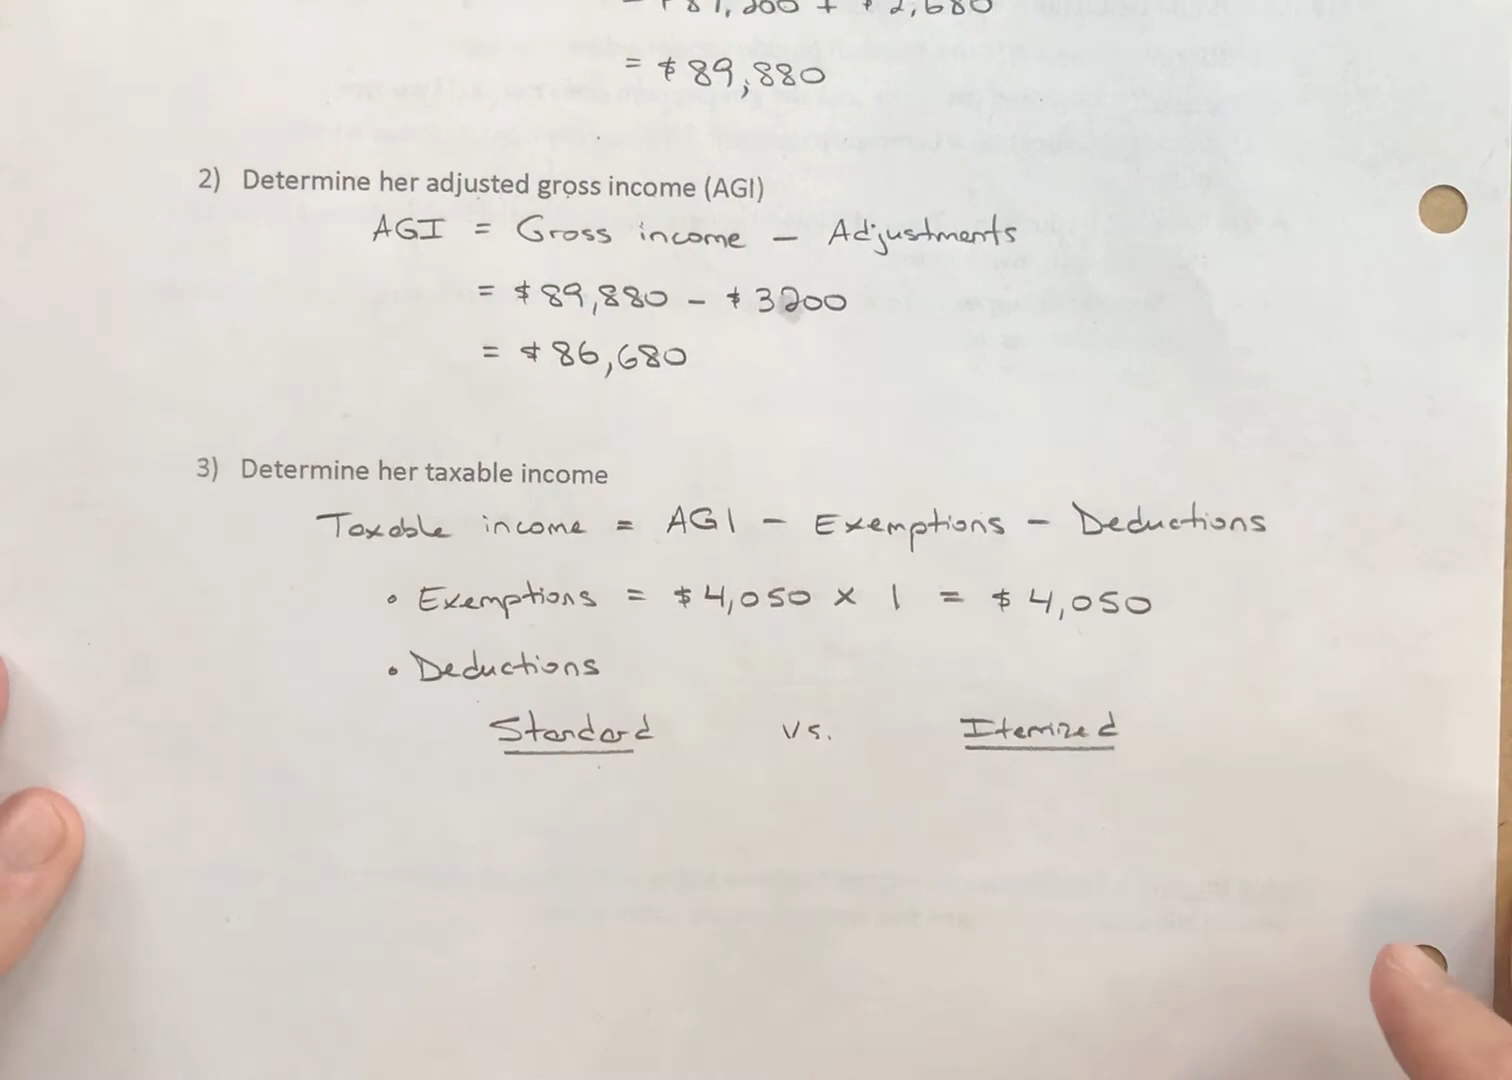 + $2,680
= $89,880
2) Determine her adjusted gross income (AGI)
AGI = Gross income - Adjustments
= $89,880 - $3200
= $86,680
3) Determine her taxable income
Taxable income = AGI - Exemptions - Deductions
• Exemptions = $4,050 x 1 = $4,050
• Deductions
Standard vs. Itemized